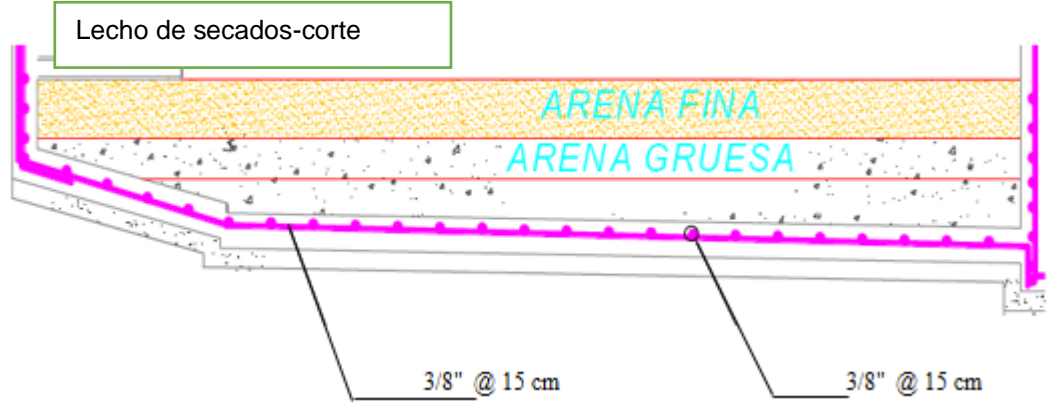 Lecho de secados-corte
ARENA FINA
ARENA GRUESA
3/8" @ 15 cm
3/8" @ 15 cm